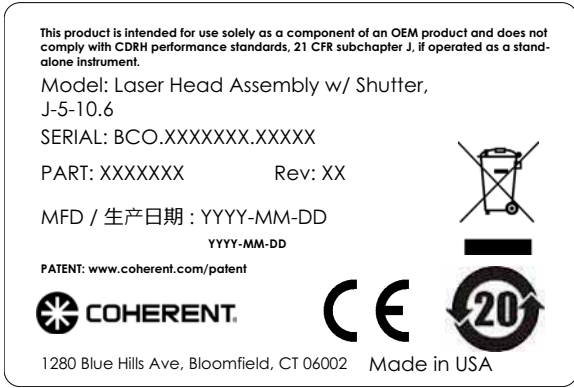 This product is intended for use solely as a component of an OEM product and does not
comply with CDRH performance standards, 21 CFR subchapter J, if operated as a stand-
alone instrument.
Model: Laser Head Assembly w/ Shutter,
J-5-10.6
SERIAL: BCO.XXXXXXX.XXXXX
PART: XXXXXXX Rev: XX
MFD / 生产日期 : YYYY-MM-DD
YYYY-MM-DD
PATENT: www.coherent.com/patent
COHERENT.
CE
20
1280 Blue Hills Ave, Bloomfield, CT 06002 Made in USA